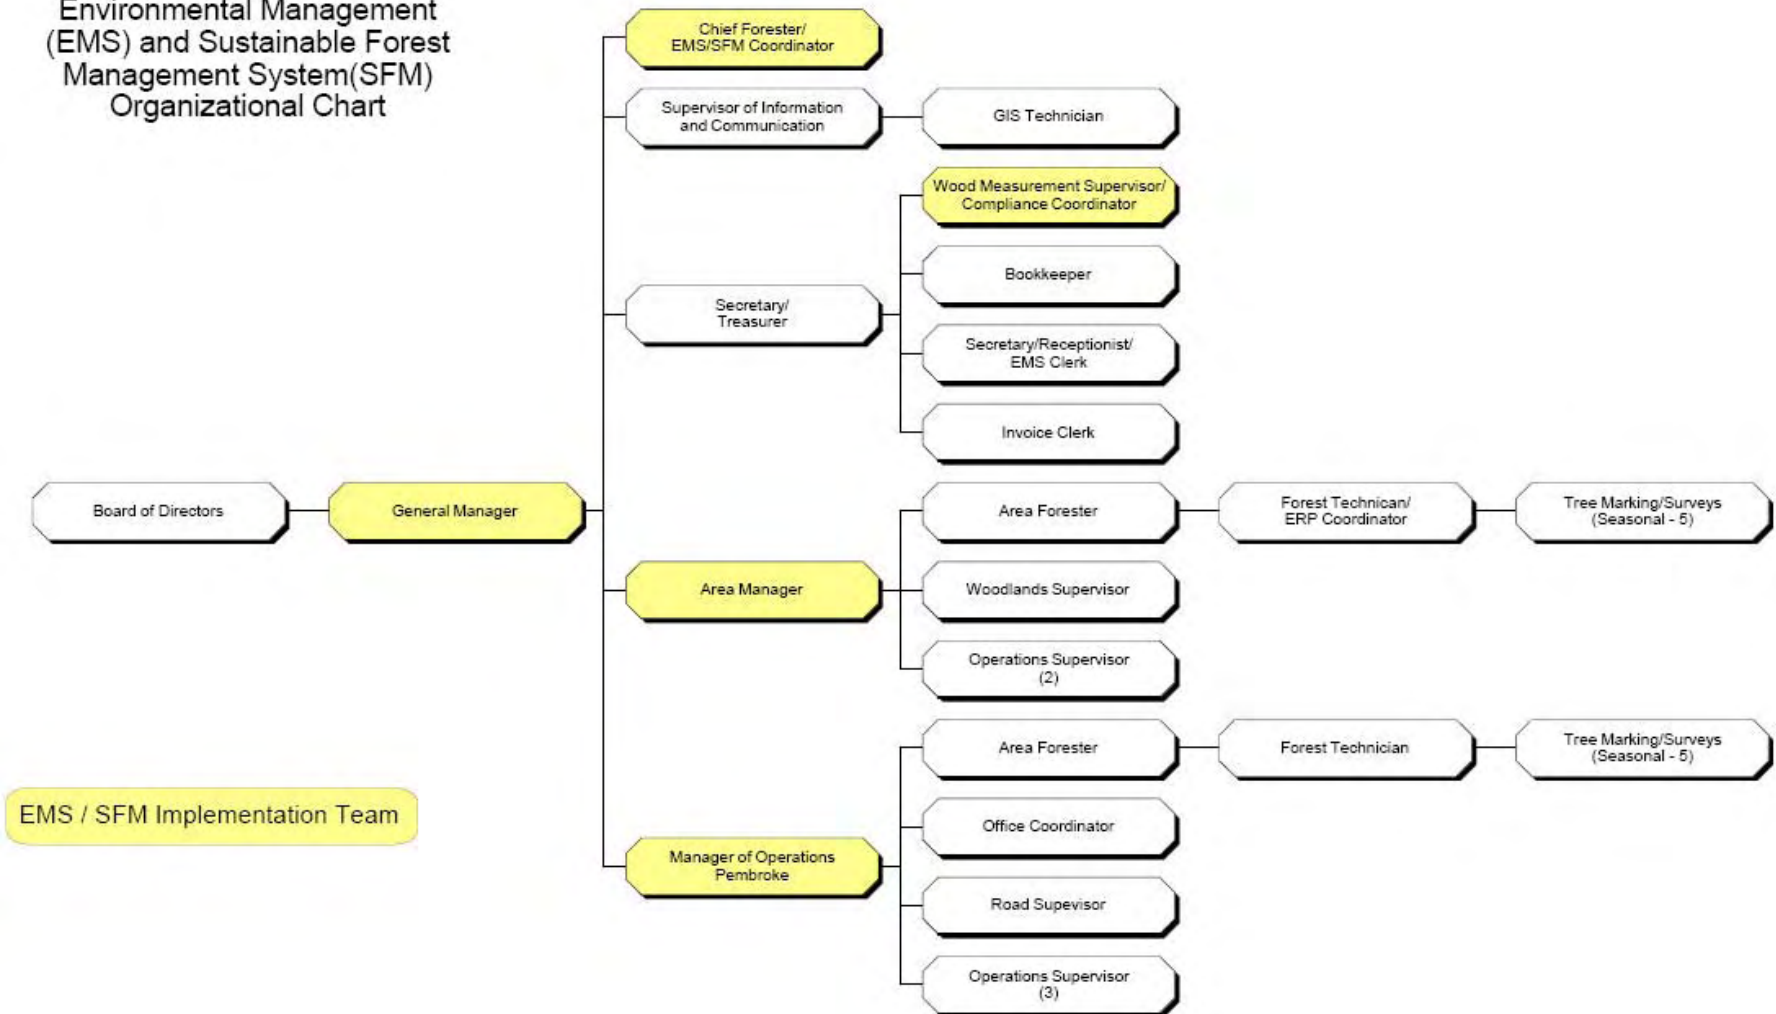 Environmental Management
(EMS) and Sustainable Forest
Management System(SFM)
Organizational Chart
Chief Forester/
EMS/SFM Coordinator
Supervisor of Information
and Communication
GIS Technician
Wood Measurement Supervisor/
Compliance Coordinator
Bookkeeper
Secretary/
Treasurer
Secretary/Receptionist/
EMS Clerk
Invoice Clerk
Board of Directors
General Manager
Area Forester
Forest Technican/
ERP Coordinator
Tree Marking/Surveys
(Seasonal - 5)
Area Manager
Woodlands Supervisor
Operations Supervisor
(2)
Area Forester
Forest Technician
Tree Marking/Surveys
(Seasonal - 5)
EMS / SFM Implementation Team
Office Coordinator
Manager of Operations
Pembroke
Road Supevisor
Operations Supervisor
(3)